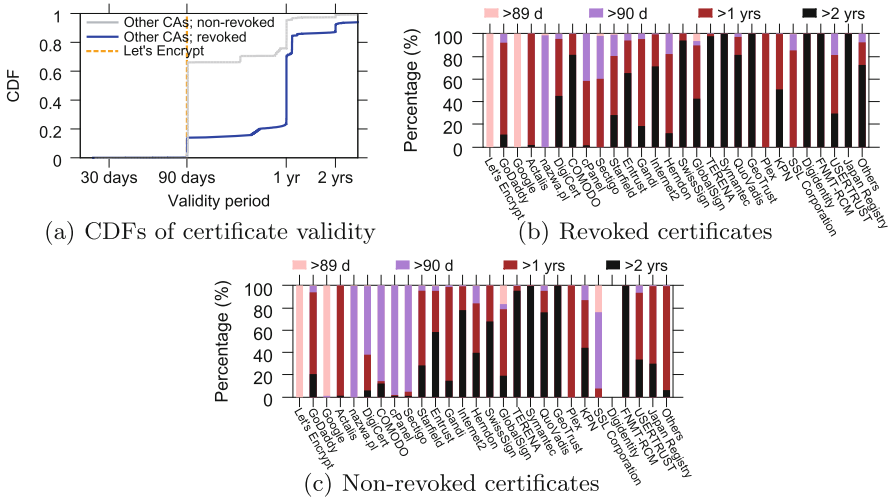 Other CAs; non-revoked
Other CAs; revoked
Let's Encrypt
CDF
1
0.8
0.6
0.4
0.2
0
30 days
90 days
1 yr
2 yrs
Validity period
(a) CDFs of certificate validity
>89 d
>90 d
>1 yrs
>2 yrs
Percentage (%)
100
80
60
40
20
0
Let's Encrypt
GoDaddy
Google
Actalis
nazwa.pl
DigiCert
COMODO
cPanel
Sectigo
Starfield
Entrust
Gandi
Internet2
Herndon
SwissSign
GlobalSign
TERENA
Symantec
QuoVadis
GeoTrust
Plex
KPN
SSL Corporation
DigIdentity
FNMT-RCM
USERTRUST
Japan Registry
Others
(b) Revoked certificates
>89 d
>90 d
>1 yrs
>2 yrs
Percentage (%)
100
80
60
40
20
0
Let's Encrypt
GoDaddy
Google
Actalis
nazwa.pl
DigiCert
COMODO
cPanel
Sectigo
Starfield
Entrust
Gandi
Internet2
Herndon
SwissSign
GlobalSign
TERENA
Symantec
QuoVadis
GeoTrust
Plex
KPN
SSL Corporation
DigIdentity
FNMT-RCM
USERTRUST
Japan Registry
Others
(c) Non-revoked certificates